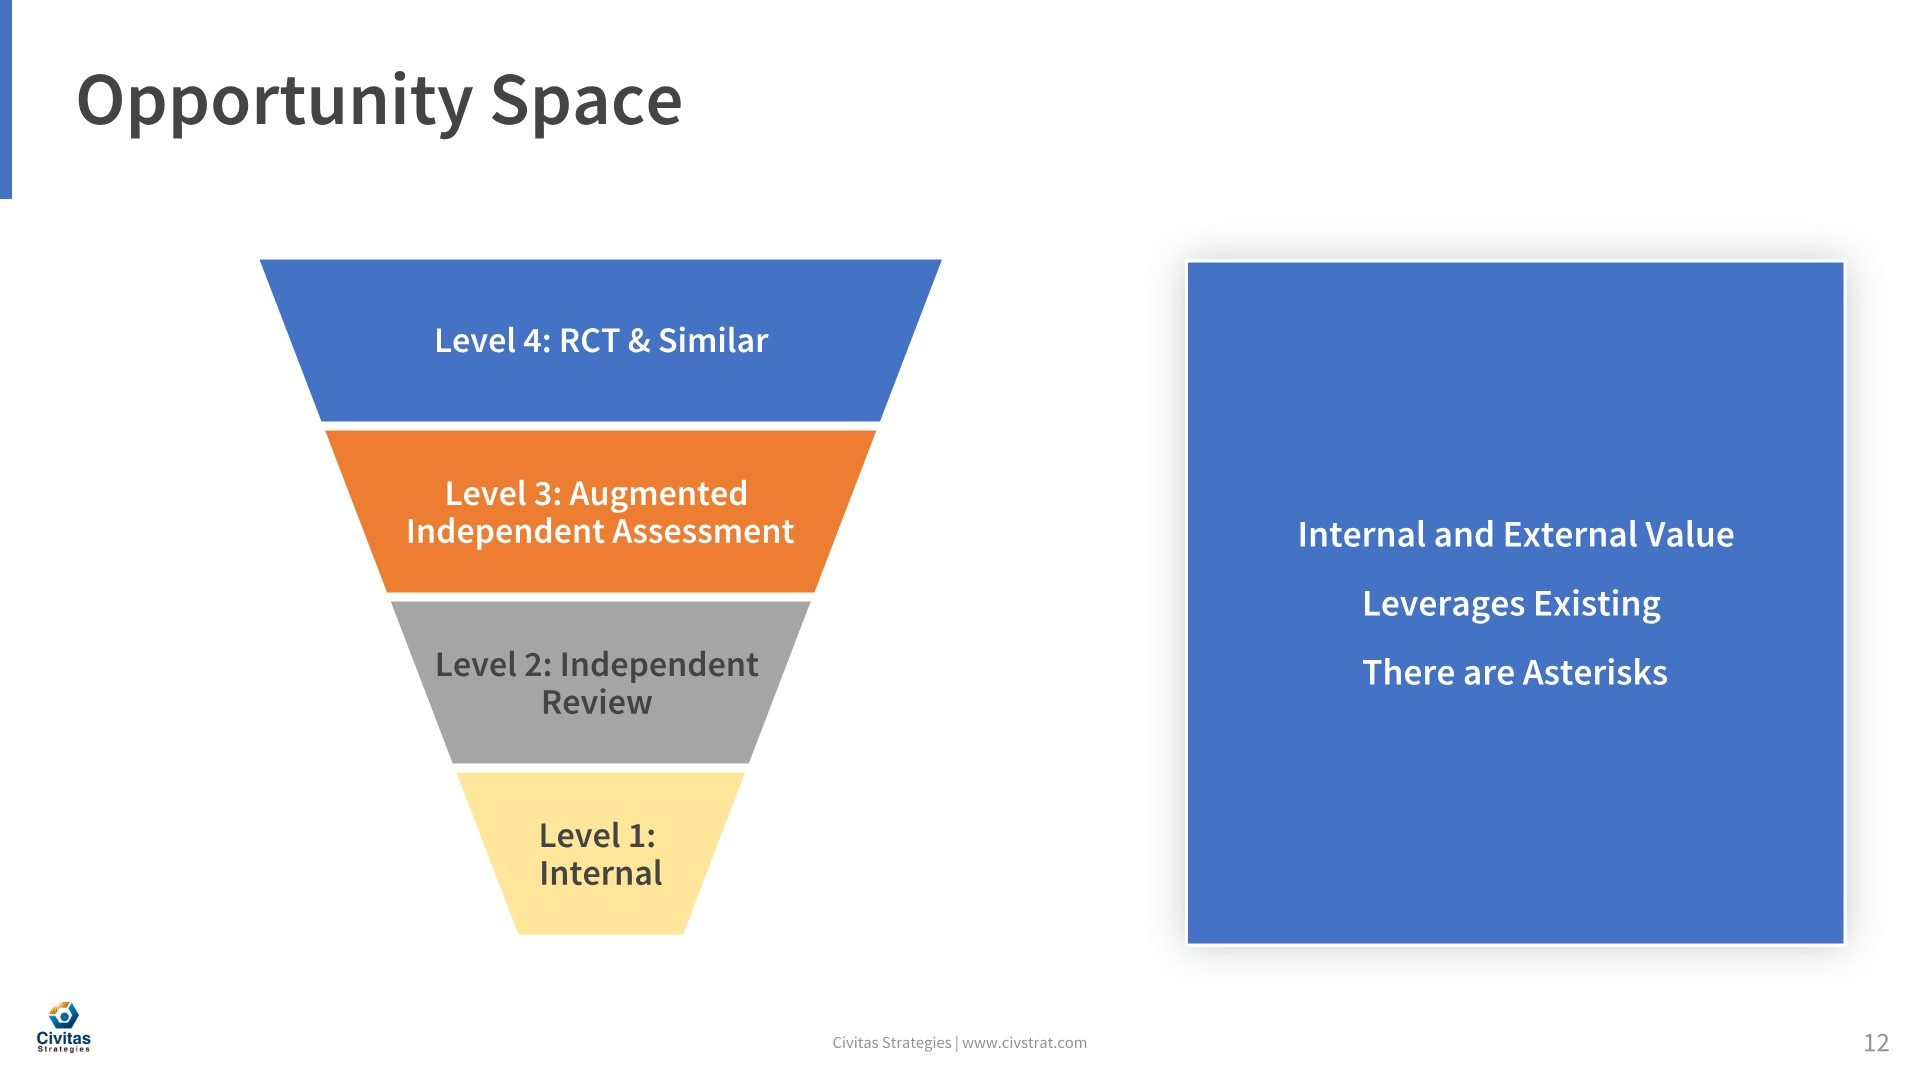 Opportunity Space
Level 4: RCT & Similar
Level 3: Augmented
Independent Assessment
Level 2: Independent
Review
Level 1:
Internal
Internal and External Value
Leverages Existing
There are Asterisks
Civitas
Strategies
Civitas Strategies | www.civstrat.com
12